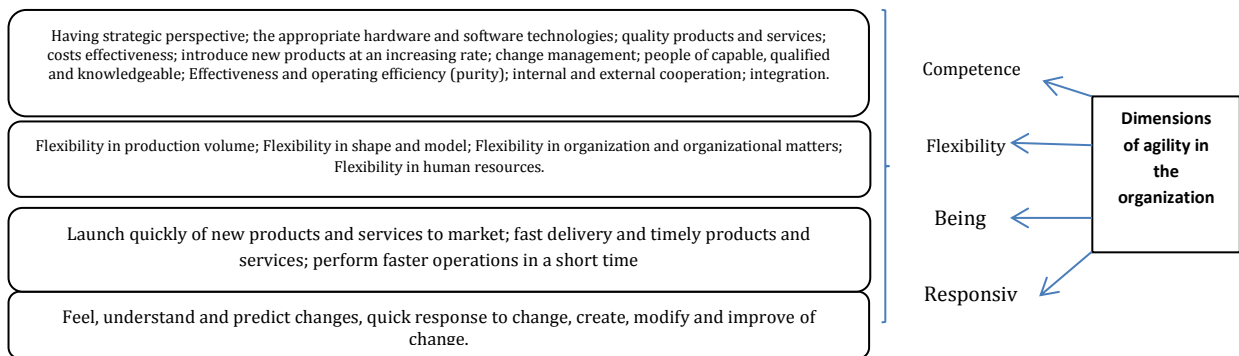 Having strategic perspective; the appropriate hardware and software technologies; quality products and services;
costs effectiveness; introduce new products at an increasing rate; change management; people of capable, qualified
and knowledgeable; Effectiveness and operating efficiency (purity); internal and external cooperation; integration.
Flexibility in production volume; Flexibility in shape and model; Flexibility in organization and organizational matters;
Flexibility in human resources.
Launch quickly of new products and services to market; fast delivery and timely products and
services; perform faster operations in a short time
Feel, understand and predict changes, quick response to change, create, modify and improve of
change.
Competence
Flexibility
Being
Responsiv
Dimensions
of agility in
the
organization